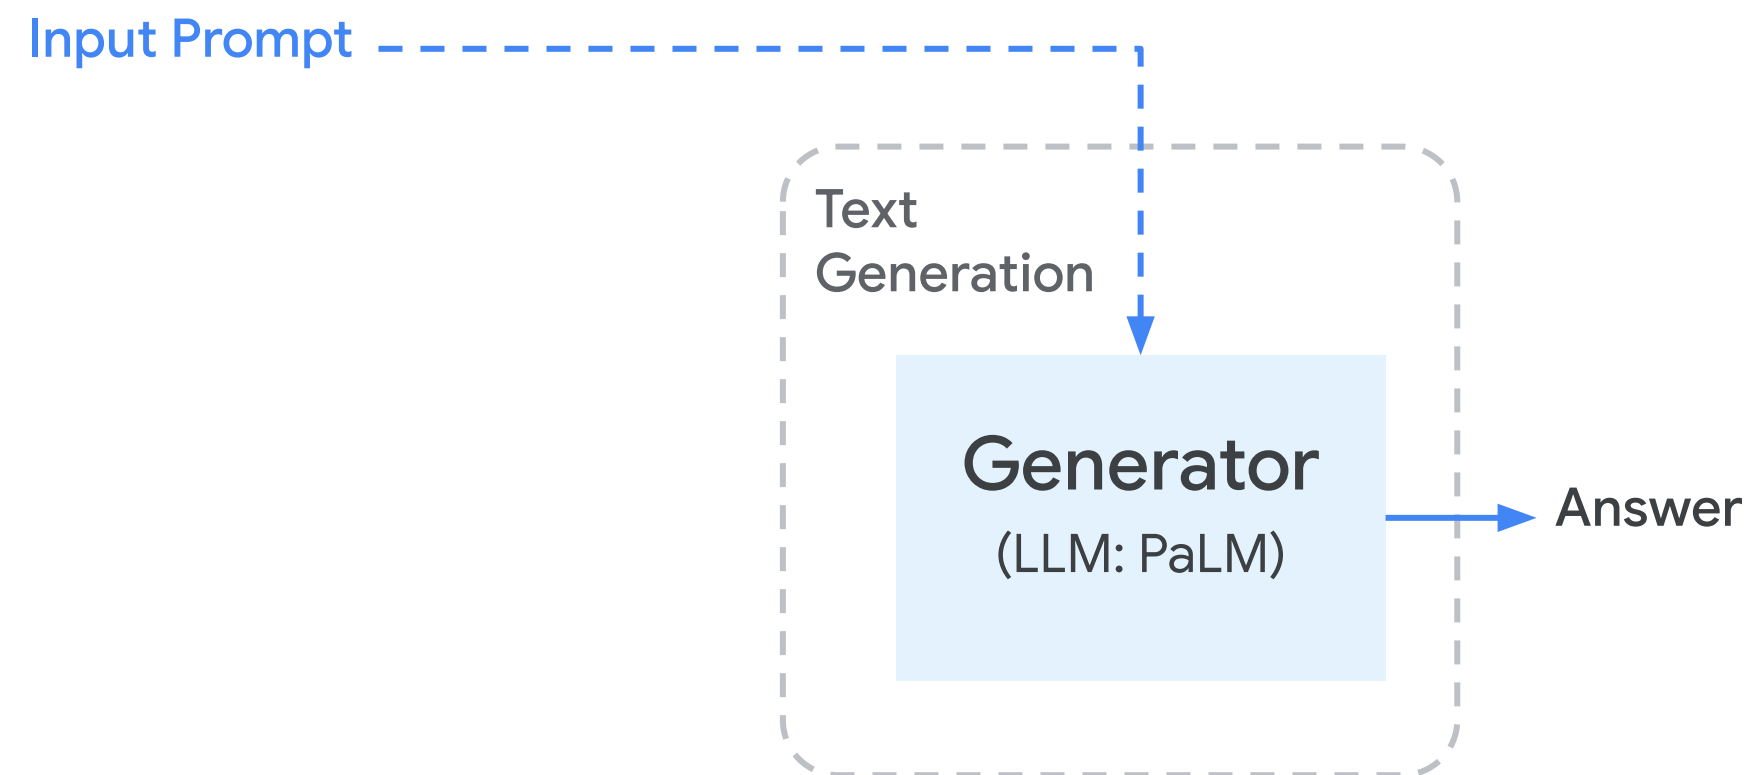 Input Prompt
Text
Generation
Generator
(LLM: PaLM)
Answer